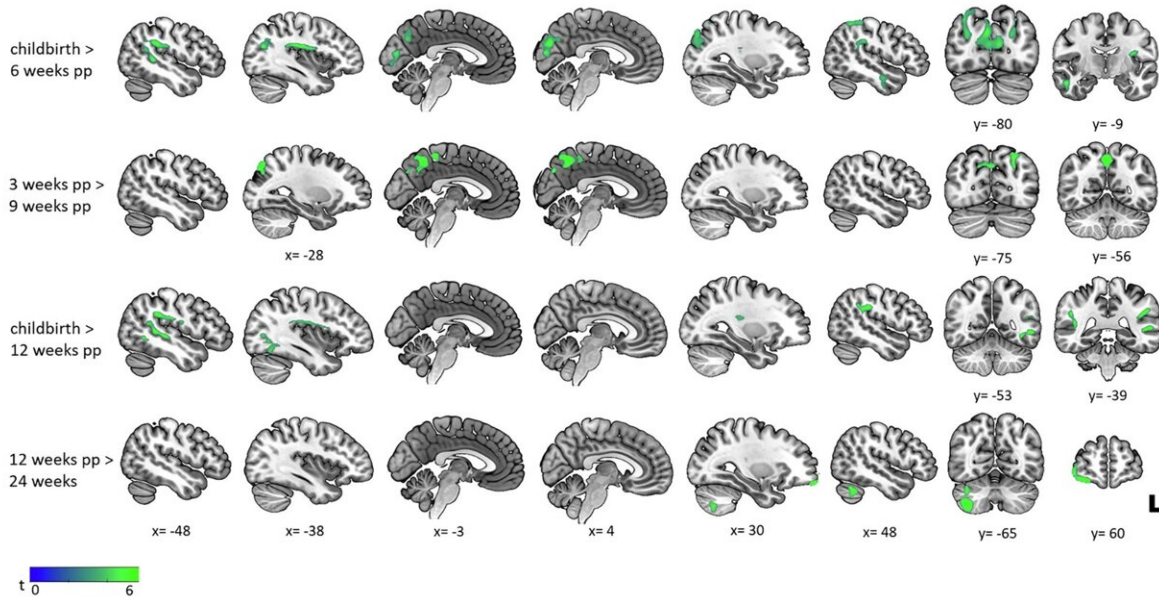 childbirth >
6 weeks pp
y= -80
y= -9
3 weeks pp >
9 weeks pp
x= -28
y= -75
y= -56
childbirth >
12 weeks pp
y= -53
y= -39
12 weeks pp >
24 weeks
L
x= -48
x= -38
x= -3
x= 4
x= 30
x= 48
y= -65
y= 60
t
0
6